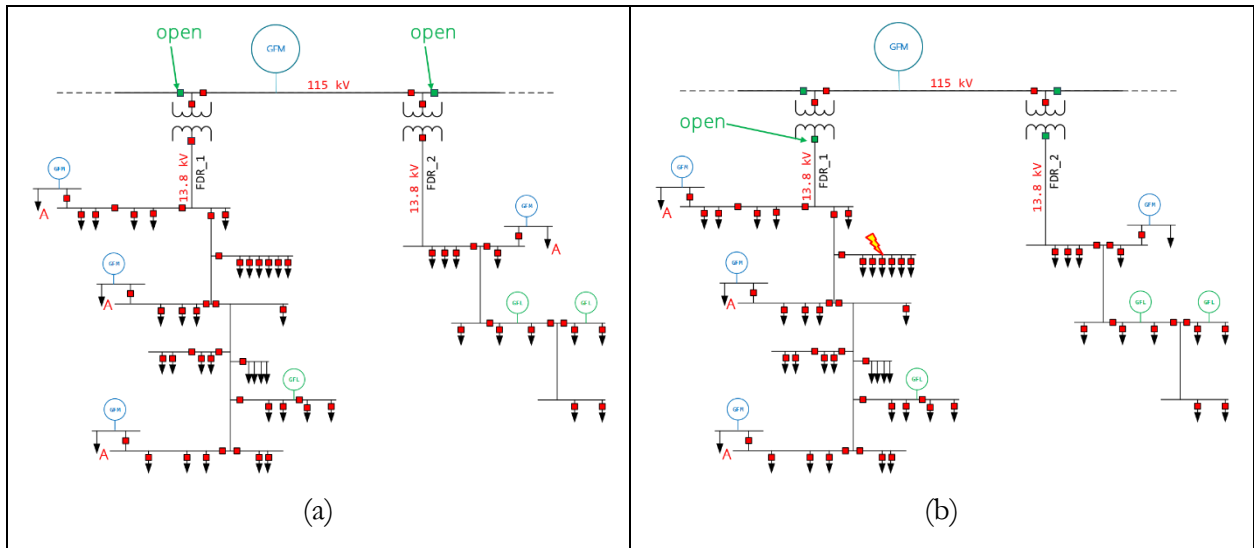 open
open
GFM
115 kV
13.8 kV
FDR_1
13.8 kV
FDR_2
GFM
A
GFM
A
GFM
A
GFL
GFL
GFL
GFM
A
(a)
GFM
115 kV
open
13.8 kV
FDR_1
13.8 kV
FDR_2
GFM
A
GFM
GFM
A
GFL
GFL
GFL
GFM
A
(b)